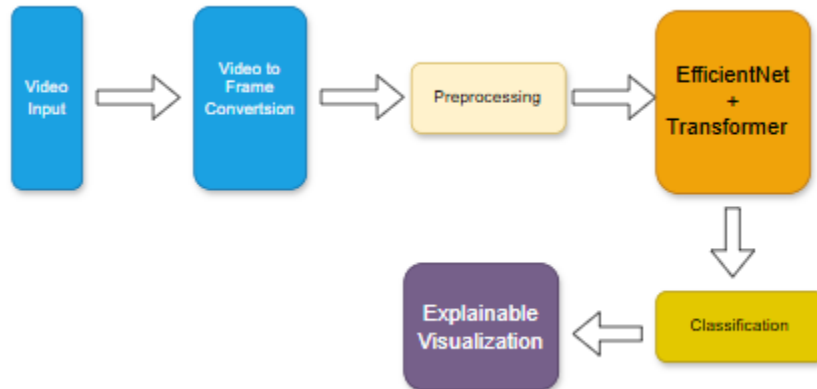 Video
Input
Video to
Frame
Convertsion
Preprocessing
EfficientNet
+
Transformer
Classification
Explainable
Visualization